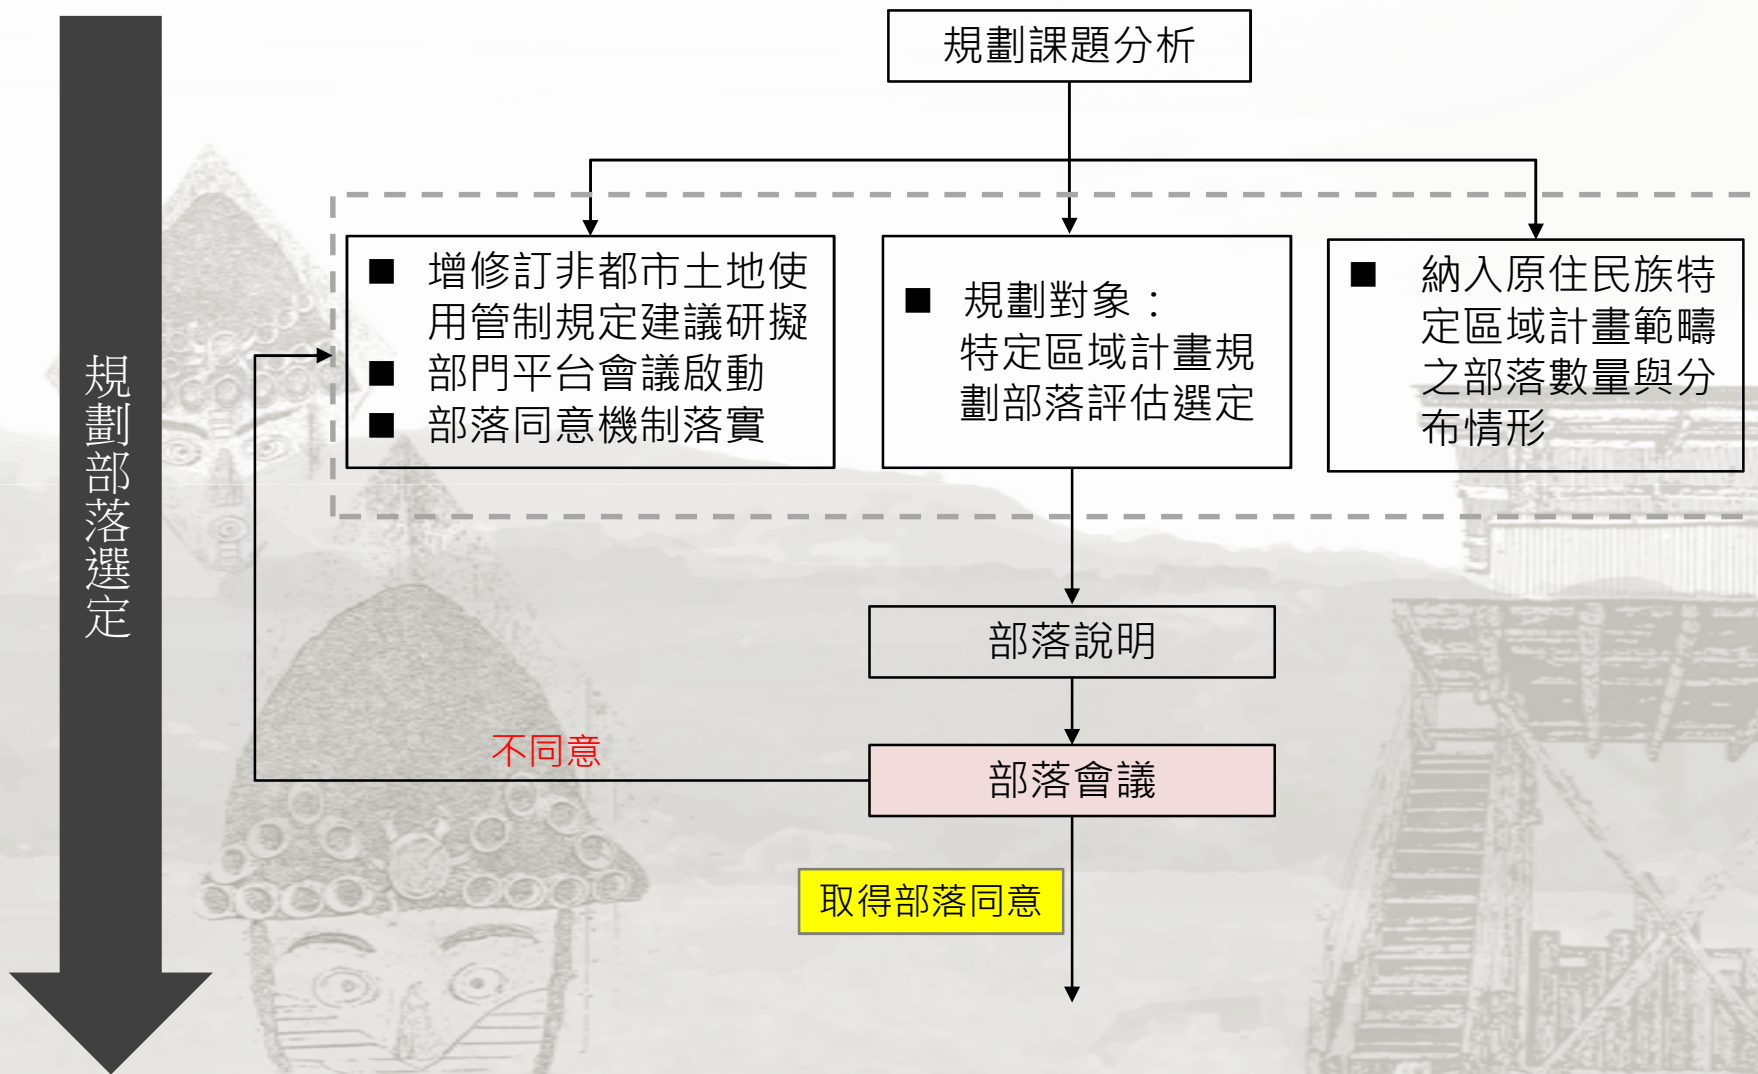 規劃部落選定
規劃課題分析
■ 增修訂非都市土地使
用管制規定建議研擬
■ 部門平台會議啟動
■ 部落同意機制落實
■ 規劃對象：
特定區域計畫規
劃部落評估選定
■ 納入原住民族特
定區域計畫範疇
之部落數量與分
布情形
部落說明
不同意
部落會議
取得部落同意